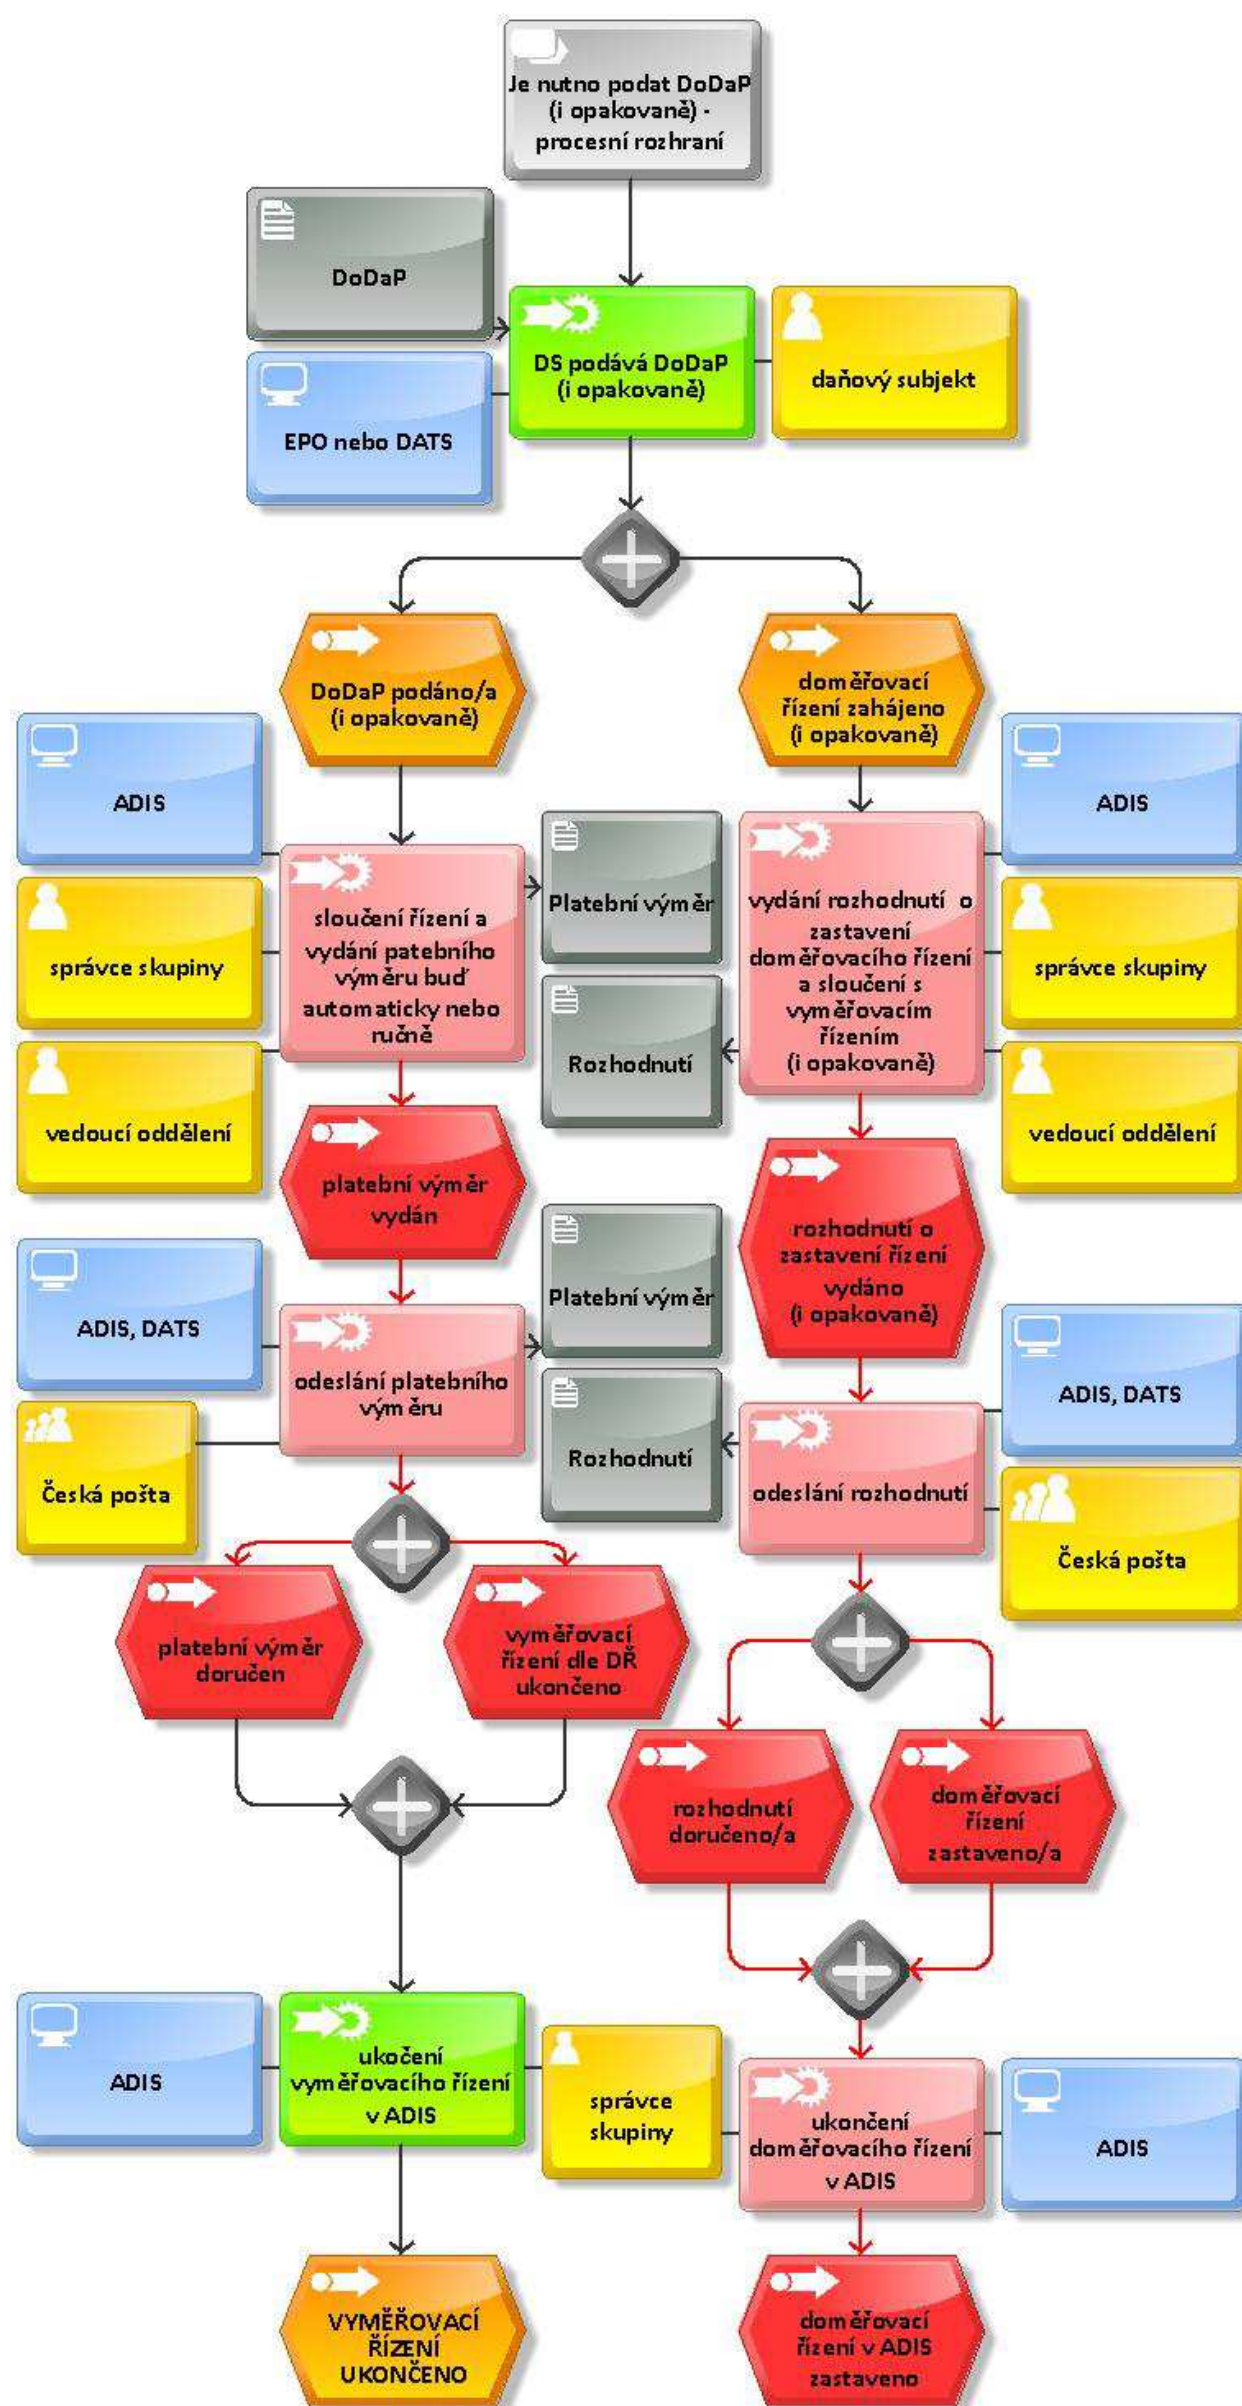 Je nutno podat DoDaP
(i opakovaně) -
procesní rozhraní
DoDaP
DS podává DoDaP
(i opakovaně)
daňový subjekt
EPO nebo DATS
DoDaP podáno/a
(i opakovaně)
doměřovací
řízení zahájeno
(i opakovaně)
ADIS
ADIS
sloučení řízení a
vydání patebního
výměru buď
automaticky nebo
ručně
Platební výměr
vydání rozhodnutí o
zastavení
doměřovacího řízení
a sloučení s
vyměřovacím
řízením
(i opakovaně)
správce skupiny
správce skupiny
Rozhodnutí
vedoucí oddělení
vedoucí oddělení
platební výměr
vydán
rozhodnutí o
zastavení řízení
vydáno
(i opakovaně)
Platební výměr
ADIS, DATS
odeslání platebního
výměru
ADIS, DATS
Rozhodnutí
odeslání rozhodnutí
Česká pošta
Česká pošta
platební výměr
doručen
vyměřovací
řízení dle DŘ
ukončeno
rozhodnutí
doručeno/a
doměřovací
řízení
zastaveno/a
ADIS
ukočení
vyměřovacího řízení
v ADIS
správce
skupiny
ukončení
doměřovacího řízení
v ADIS
ADIS
VYMĚŘOVACÍ
ŘÍZENÍ
UKONČENO
doměřovací
řízení v ADIS
zastaveno